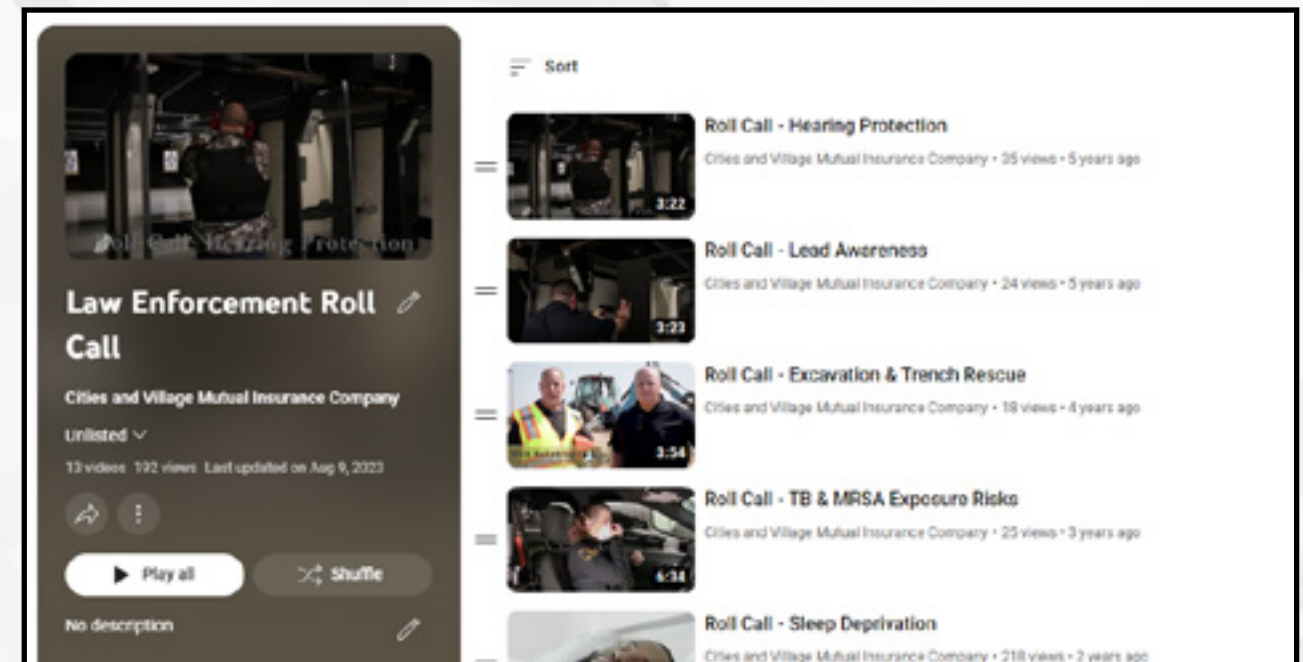 Roll Call - Hearing Protection
Law Enforcement Roll
Call
Cities and Village Mutual Insurance Company
Unlisted
13 videos 192 views Last updated on Aug 9, 2023
Play all
Shuffle
No description
Sort
Roll Call - Hearing Protection
Cities and Village Mutual Insurance Company • 35 views • 5 years ago
3:22
Roll Call - Lead Awareness
Cities and Village Mutual Insurance Company • 24 views • 5 years ago
3:23
Roll Call - Excavation & Trench Rescue
Cities and Village Mutual Insurance Company • 18 views • 4 years ago
3:54
Roll Call - TB & MRSA Exposure Risks
Cities and Village Mutual Insurance Company • 25 views • 3 years ago
6:34
Roll Call - Sleep Deprivation
Cities and Village Mutual Insurance Company • 218 views • 2 years ago